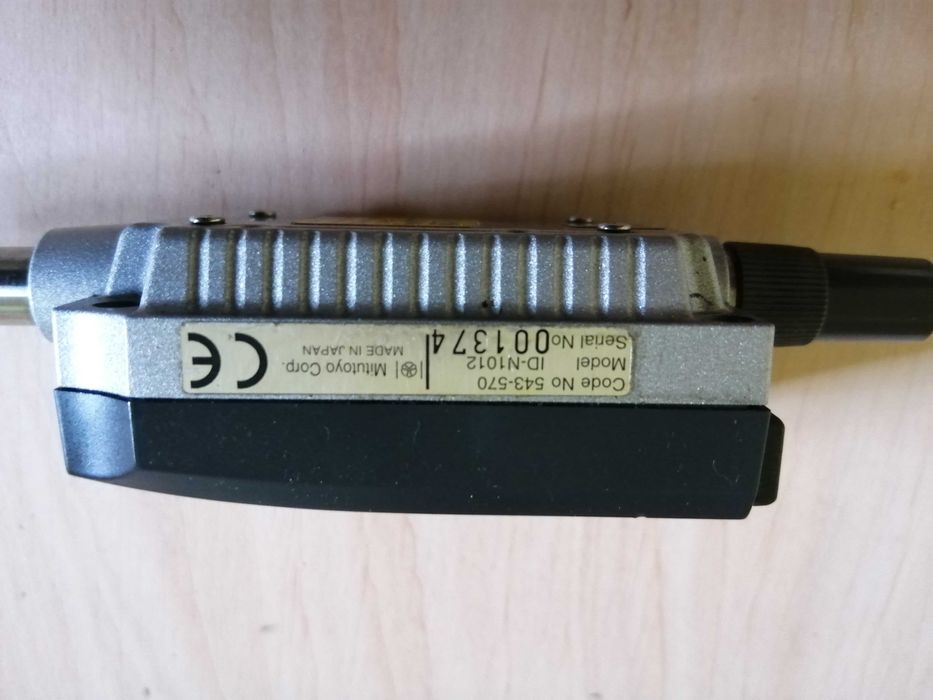 Code No 543-570
Model ID-N1012
Serial No 001374
Mitutoyo Corp.
MADE IN JAPAN
CE